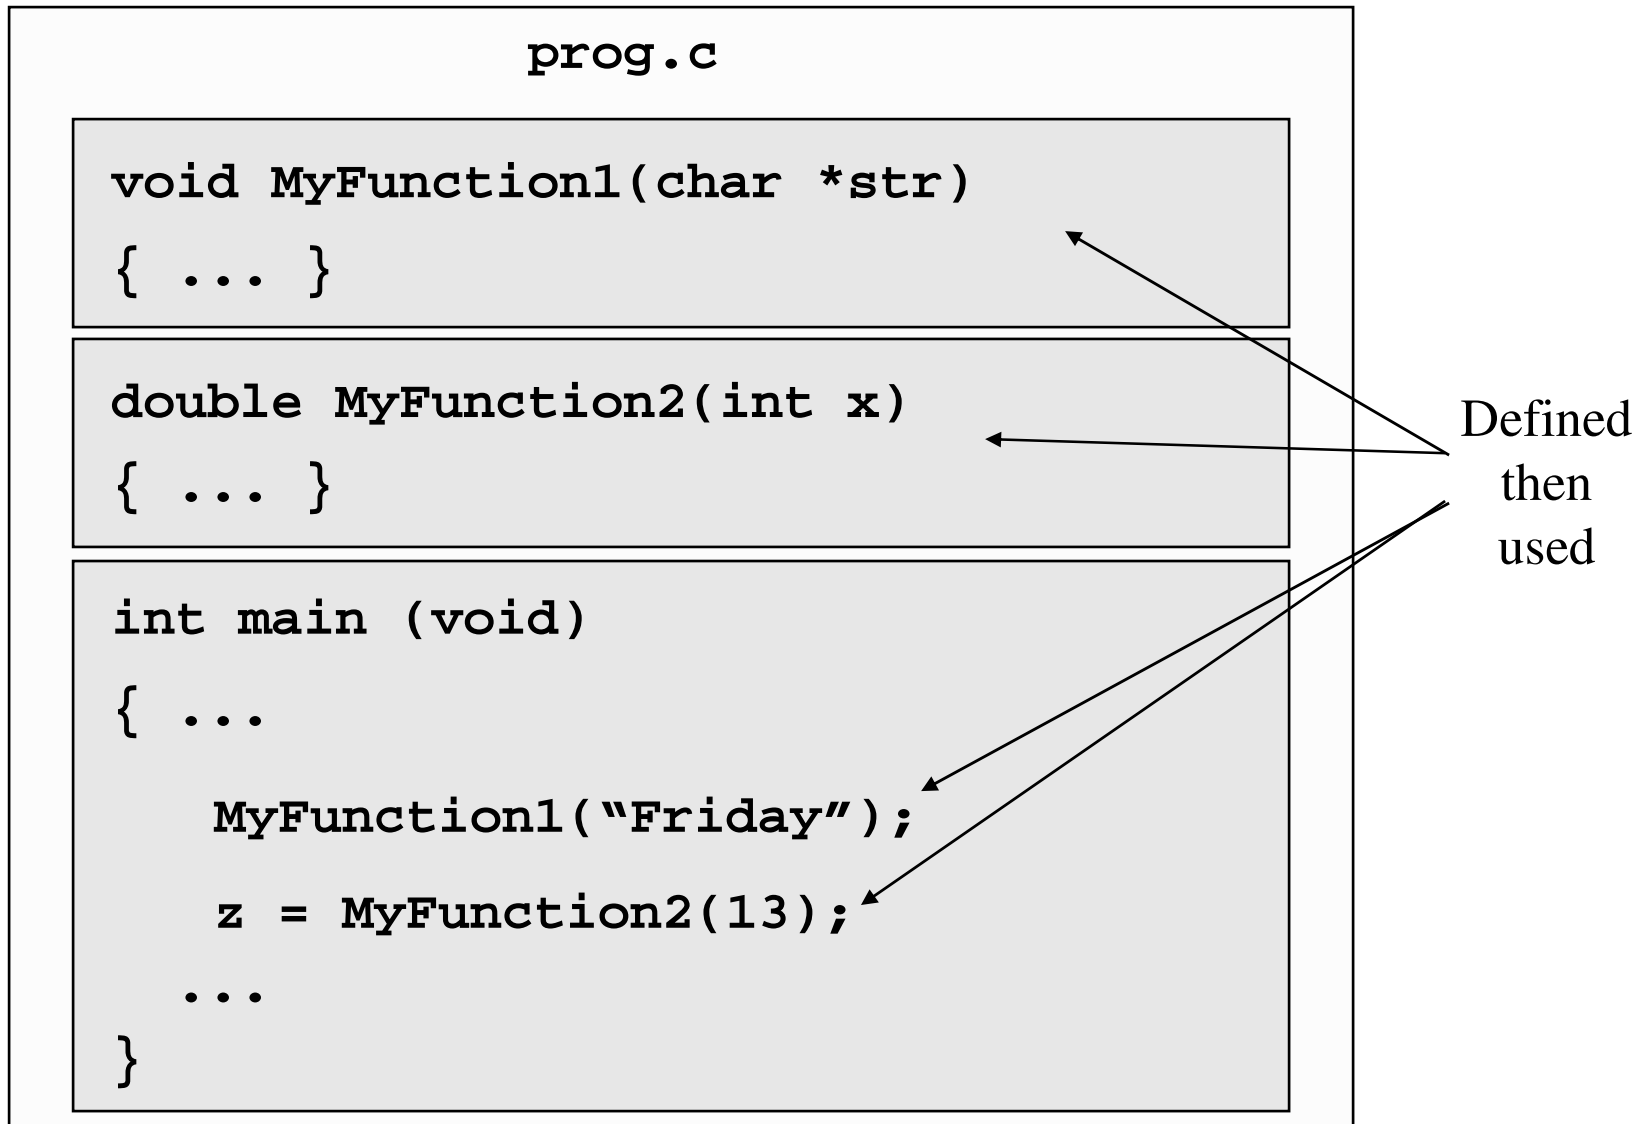 prog.c
void MyFunction1(char *str)
{ ... }
double MyFunction2(int x)
{ ... }
int main (void)
{ ...
MyFunction1(“Friday”);
z = MyFunction2(13);
...
}
Defined
then
used